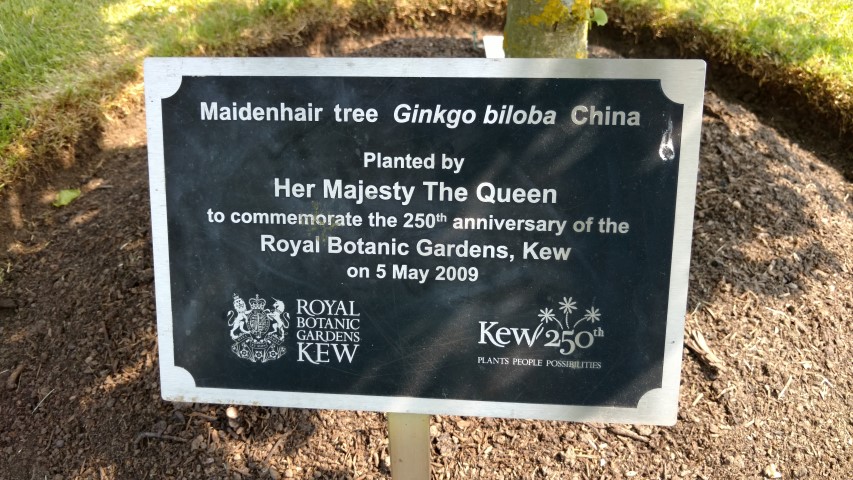 Maidenhair tree Ginkgo biloba China
Planted by
Her Majesty The Queen
to commemorate the 250th anniversary of the
Royal Botanic Gardens, Kew
on 5 May 2009
ROYAL
BOTANIC
GARDENS
KEW
Kew 250th
PLANTS PEOPLE POSSIBILITIES